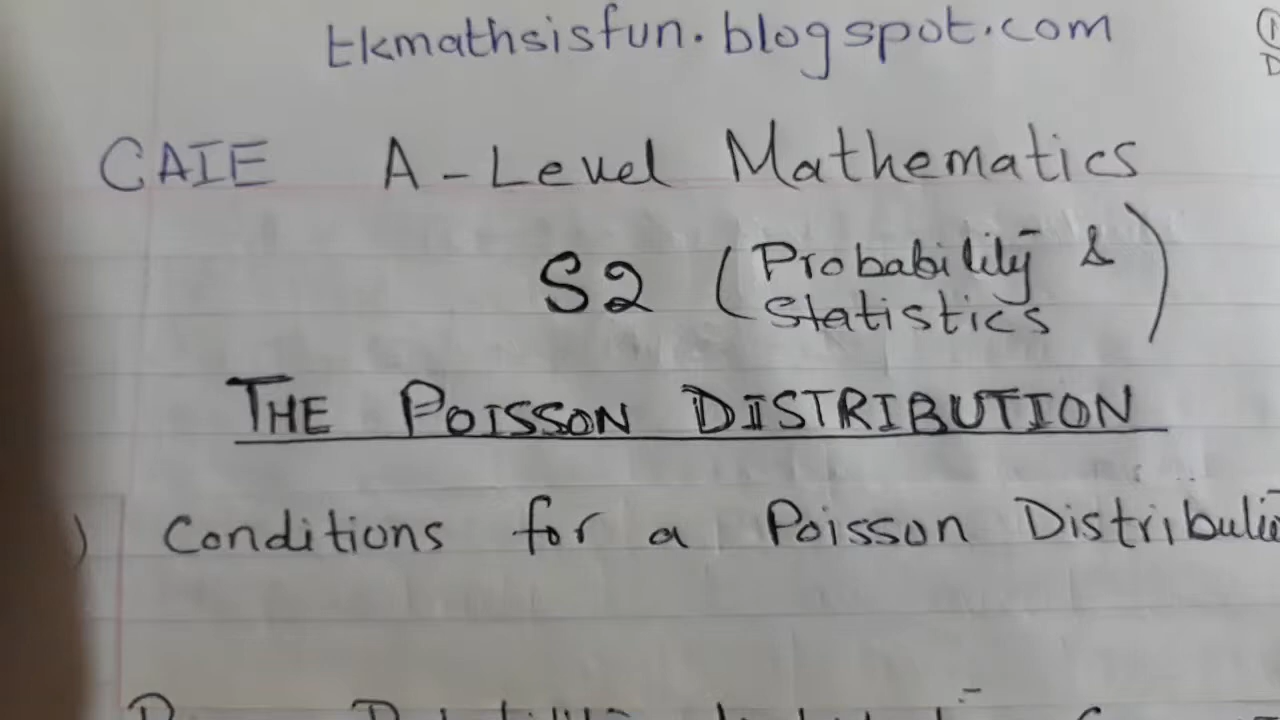 tkmathsisfun.blogspot.com
CAIE A-Level Mathematics
S2 (Probability &
Statistics)
THE POISSON DISTRIBUTION
) Conditions for a Poisson